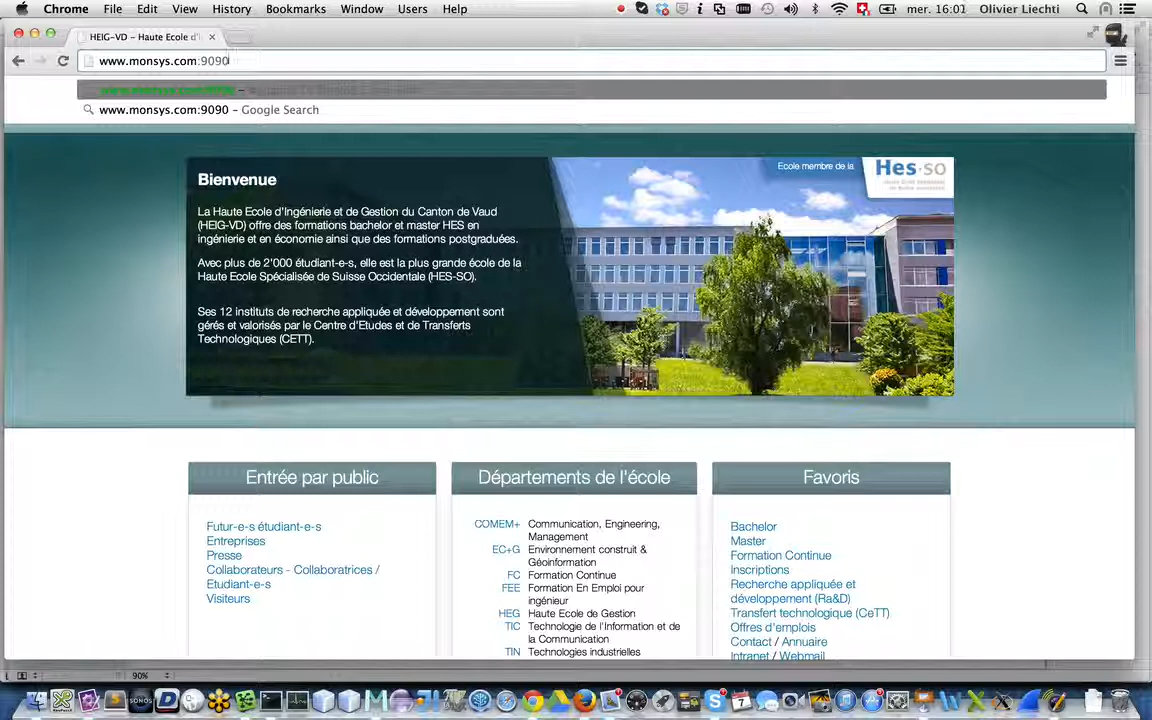 Chrome File Edit View History Bookmarks Window Users Help mer. 16:01 Olivier Liechti
HEIG-VD – Haute Ecole d'I
www.monsys.com:9090
www.monsys.com:9090 –
www.monsys.com:9090 – Google Search
Ecole membre de la
Hes·so
Bienvenue
La Haute Ecole d'Ingénierie et de Gestion du Canton de Vaud
(HEIG-VD) offre des formations bachelor et master HES en
ingénierie et en économie ainsi que des formations postgraduées.
Avec plus de 2'000 étudiant-e-s, elle est la plus grande école de la
Haute Ecole Spécialisée de Suisse Occidentale (HES-SO).
Ses 12 instituts de recherche appliquée et développement sont
gérés et valorisés par le Centre d'Etudes et de Transferts
Technologiques (CETT).
Entrée par public
Futur-e-s étudiant-e-s
Entreprises
Presse
Collaborateurs - Collaboratrices /
Etudiant-e-s
Visiteurs
Départements de l'école
COMEM+ Communication, Engineering,
Management
EC+G Environnement construit &
Géoinformation
FC Formation Continue
FEE Formation En Emploi pour
ingénieur
HEG Haute Ecole de Gestion
TIC Technologie de l'Information et de
la Communication
TIN Technologies industrielles
Favoris
Bachelor
Master
Formation Continue
Inscriptions
Recherche appliquée et
développement (Ra&D)
Transfert technologique (CeTT)
Offres d'emplois
Contact / Annuaire
Intranet / Webmail
90%